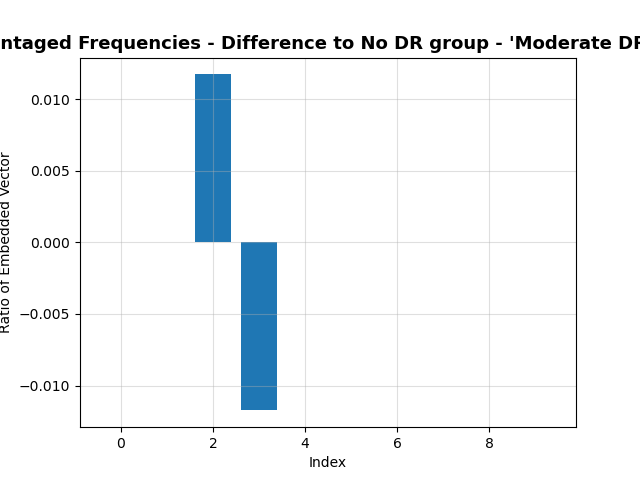 ntaged Frequencies - Difference to No DR group - 'Moderate DR
0.010
0.005
0.000
−0.005
−0.010
Ratio of Embedded Vector
0 2 4 6 8
Index